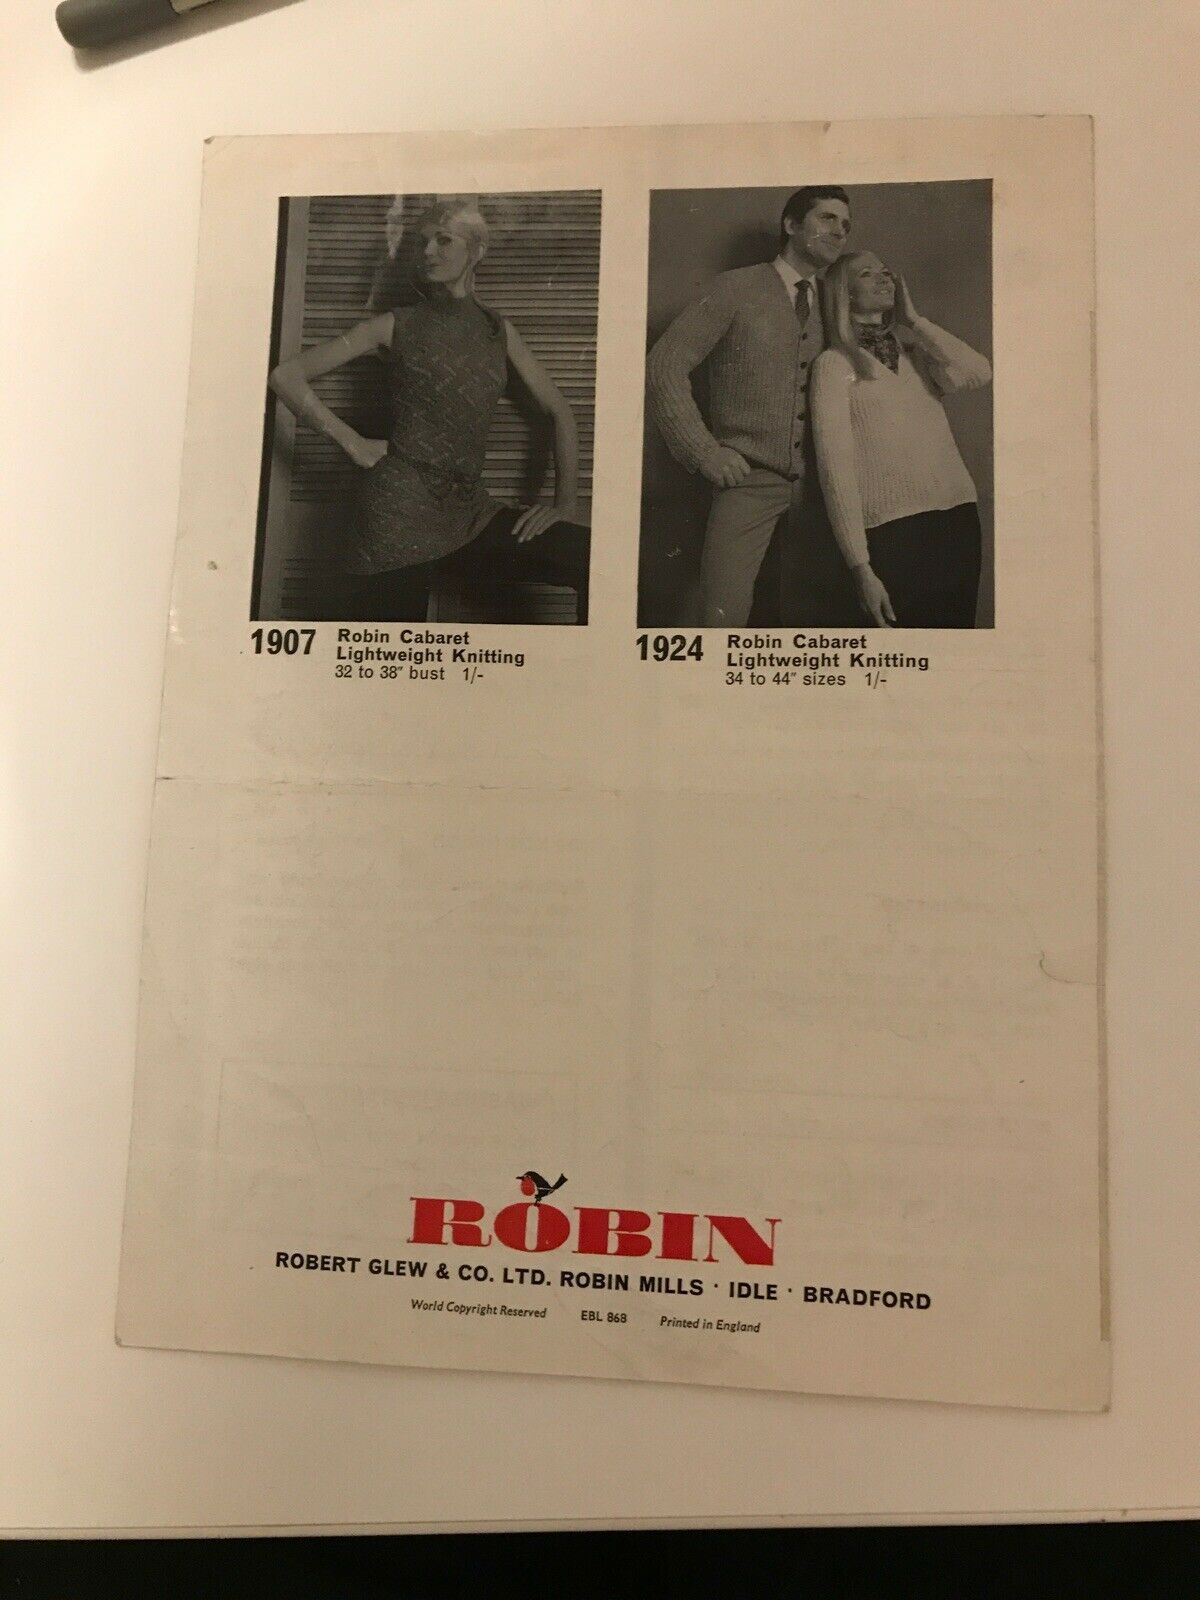 1907 Robin Cabaret
Lightweight Knitting
32 to 38" bust 1/-
1924 Robin Cabaret
Lightweight Knitting
34 to 44" sizes 1/-
ROBIN
ROBERT GLEW & CO. LTD. ROBIN MILLS · IDLE · BRADFORD
World Copyright Reserved EBL 868 Printed in England